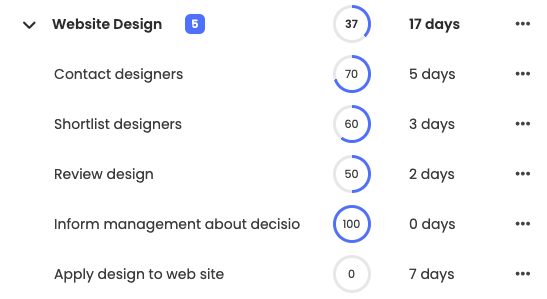 Website Design 5 37 17 days
Contact designers 70 5 days
Shortlist designers 60 3 days
Review design 50 2 days
Inform management about decisio 100 0 days
Apply design to web site 0 7 days